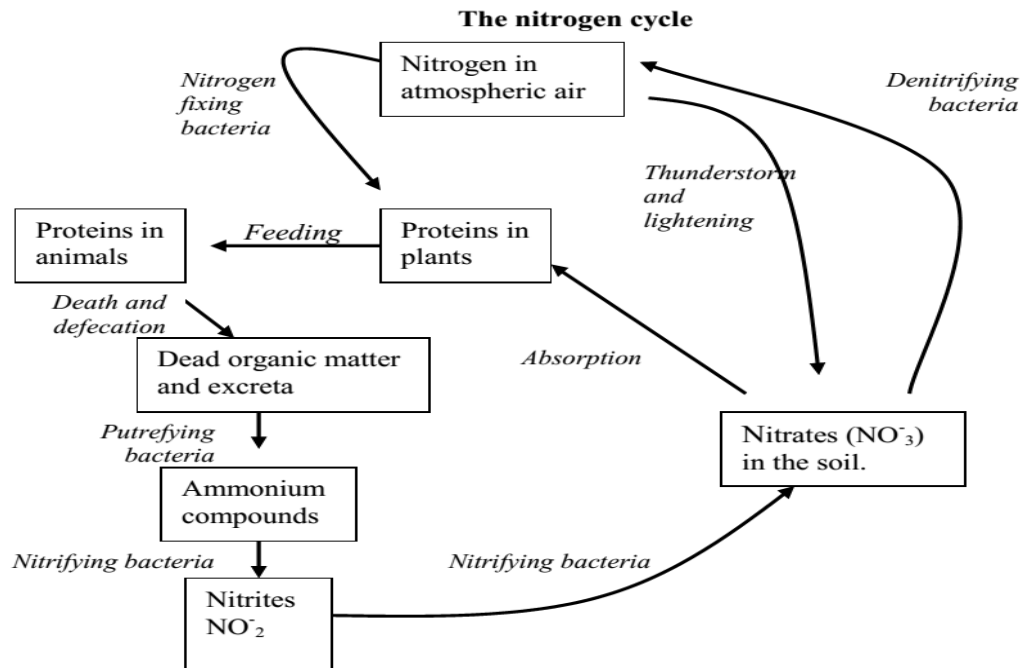 The nitrogen cycle
Nitrogen in
atmospheric air
Nitrogen
fixing
bacteria
Denitrifying
bacteria
Thunderstorm
and
lightening
Proteins in
animals
Feeding
Proteins in
plants
Death and
defecation
Dead organic matter
and excreta
Absorption
Putrefying
bacteria
Nitrates (NO⁻₃)
in the soil.
Ammonium
compounds
Nitrifying bacteria
Nitrifying bacteria
Nitrites
NO⁻₂